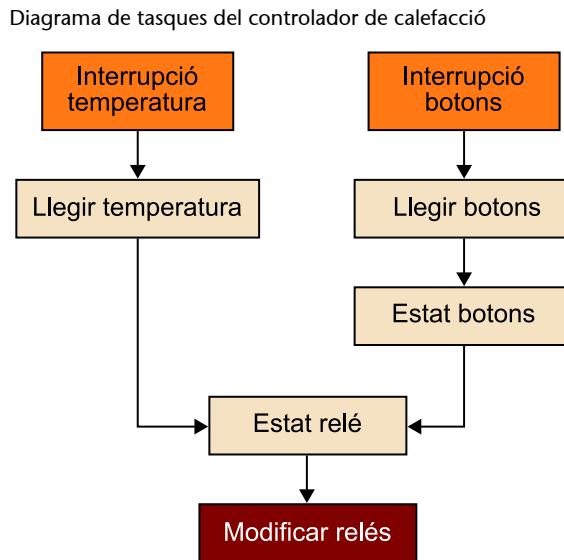 Diagrama de tasques del controlador de calefacció
Interrupció
temperatura
Interrupció
botons
Llegir temperatura
Llegir botons
Estat botons
Estat relé
Modificar relés